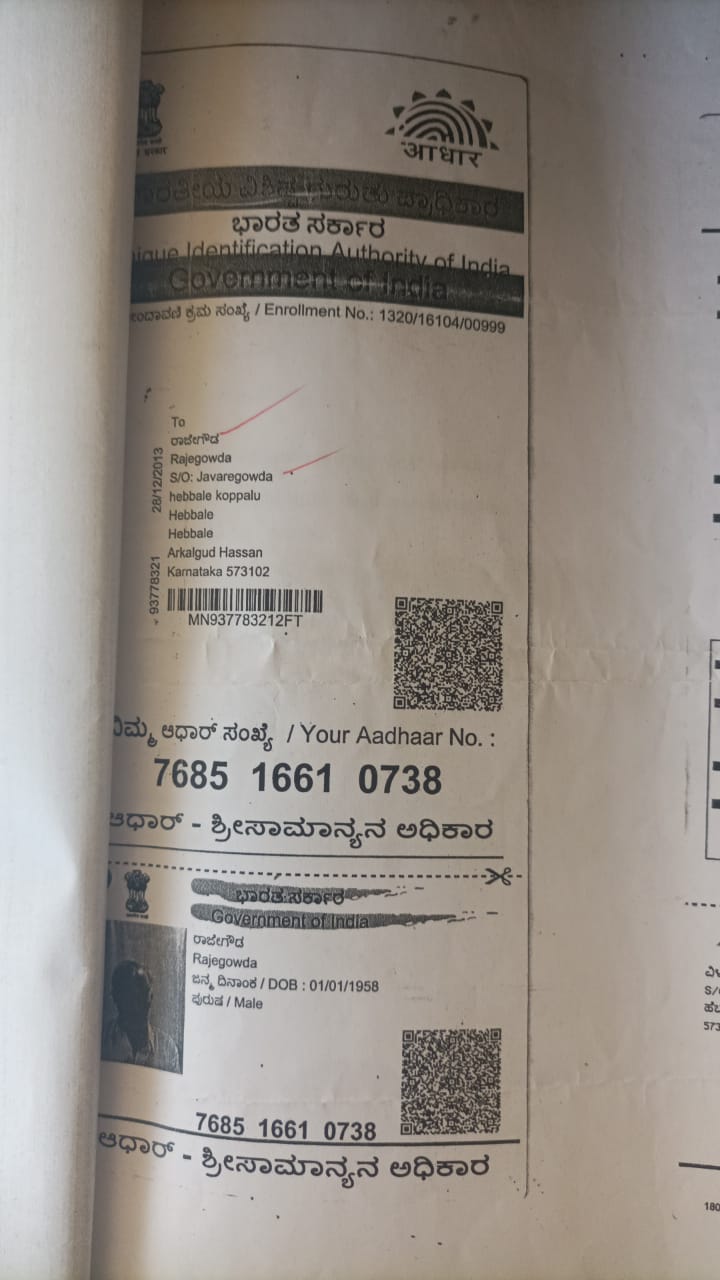 आधार
ಭಾರತೀಯ ವಿಶಿಷ್ಟ ಗುರುತು ಪ್ರಾಧಿಕಾರ
ಭಾರತ ಸರ್ಕಾರ
Identification Authority of India
Government of India
ಕ್ರಮ ಸಂಖ್ಯೆ / Enrollment No.: 1320/16104/00999
To
ರಾಜೇಗೌಡ
Rajegowda
S/O: Javaregowda
hebbale koppalu
Hebbale
Hebbale
Arkalgud Hassan
Karnataka 573102
28/12/2013
93778321
MN937783212FT
ನಿಮ್ಮ ಆಧಾರ್ ಸಂಖ್ಯೆ / Your Aadhaar No. :
7685 1661 0738
ಆಧಾರ್ - ಶ್ರೀಸಾಮಾನ್ಯನ ಅಧಿಕಾರ
ಭಾರತ ಸರ್ಕಾರ
Government of India
ರಾಜೇಗೌಡ
Rajegowda
ಜನ್ಮ ದಿನಾಂಕ / DOB : 01/01/1958
ಪುರುಷ / Male
7685 1661 0738
ಆಧಾರ್ - ಶ್ರೀಸಾಮಾನ್ಯನ ಅಧಿಕಾರ
S/
573
180